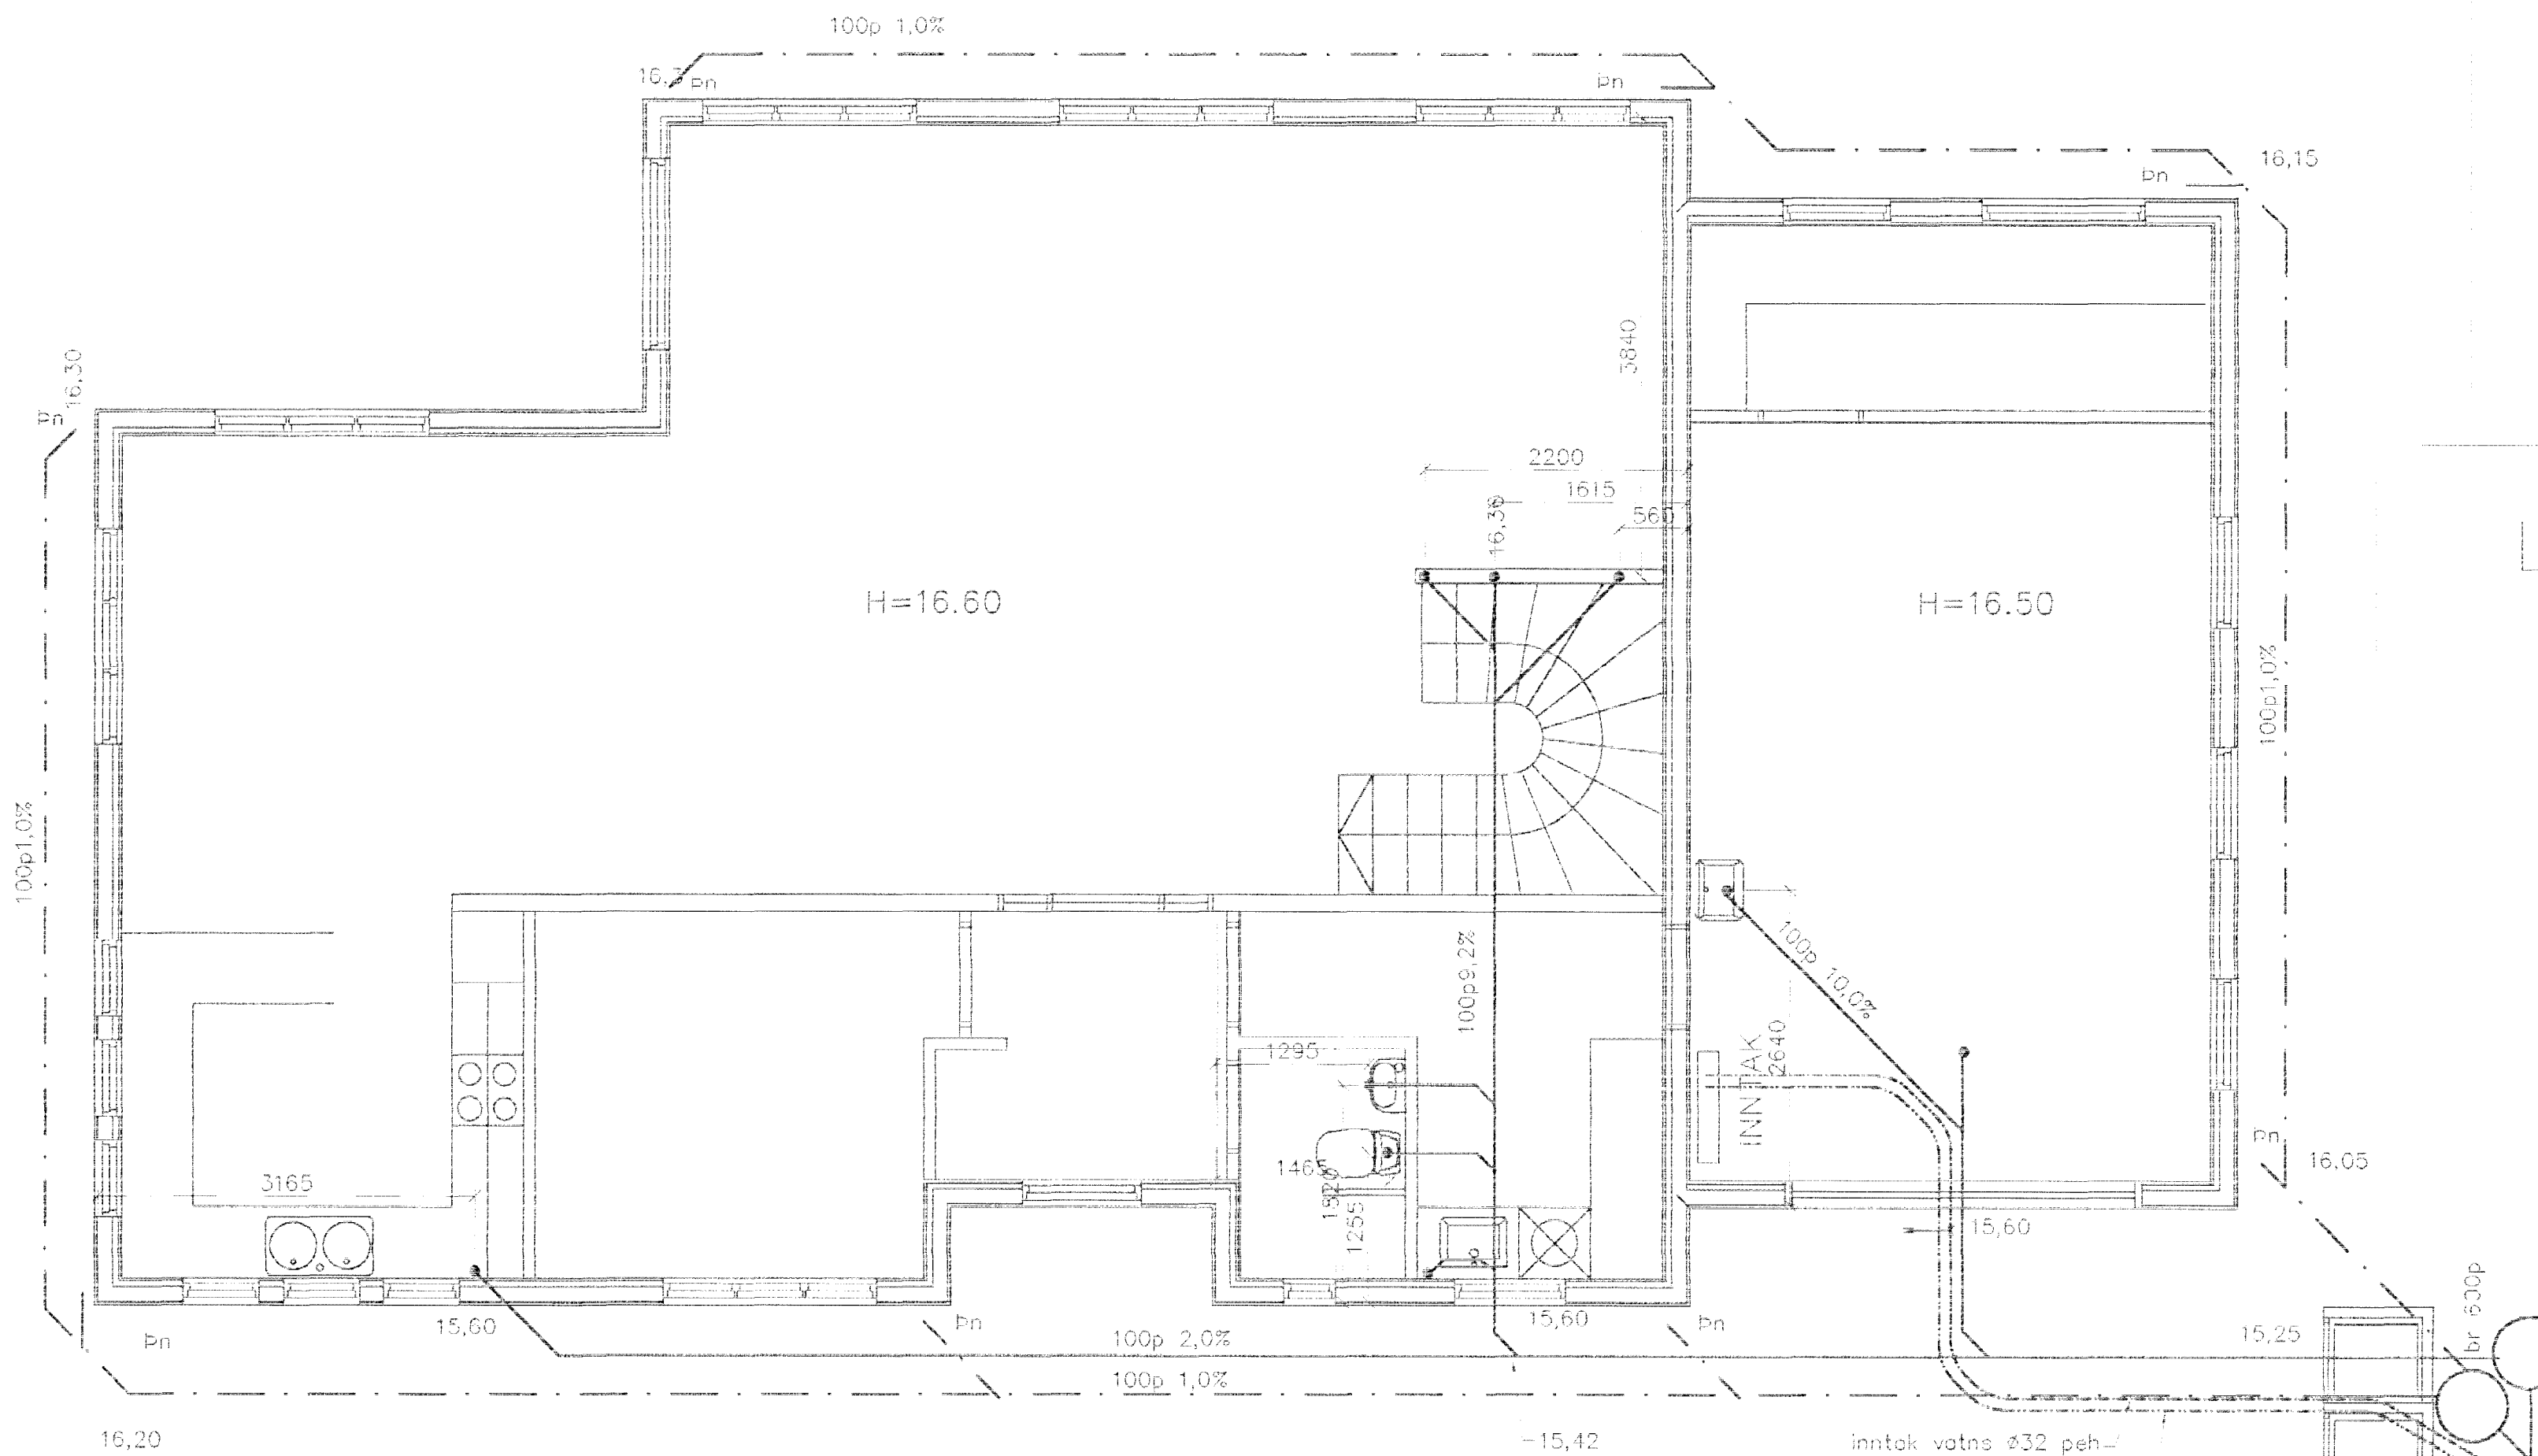 100p 1,0%
16,3
Þn
Þn
16,15
Þn
16,30
Þn
3840
2200
1615
560
16,30
H=16.60
H=16.50
100p1,0%
100p1,0%
100p9,2%
100p 10,0%
INNTAK
2640
1295
1465
1820
1255
3165
Þn
16,05
15,60
15,60
15,60
Þn
Þn
Þn
100p 2,0%
100p 1,0%
15,25
br 600p
16,20
-15,42
inntak vatns ø32 peh